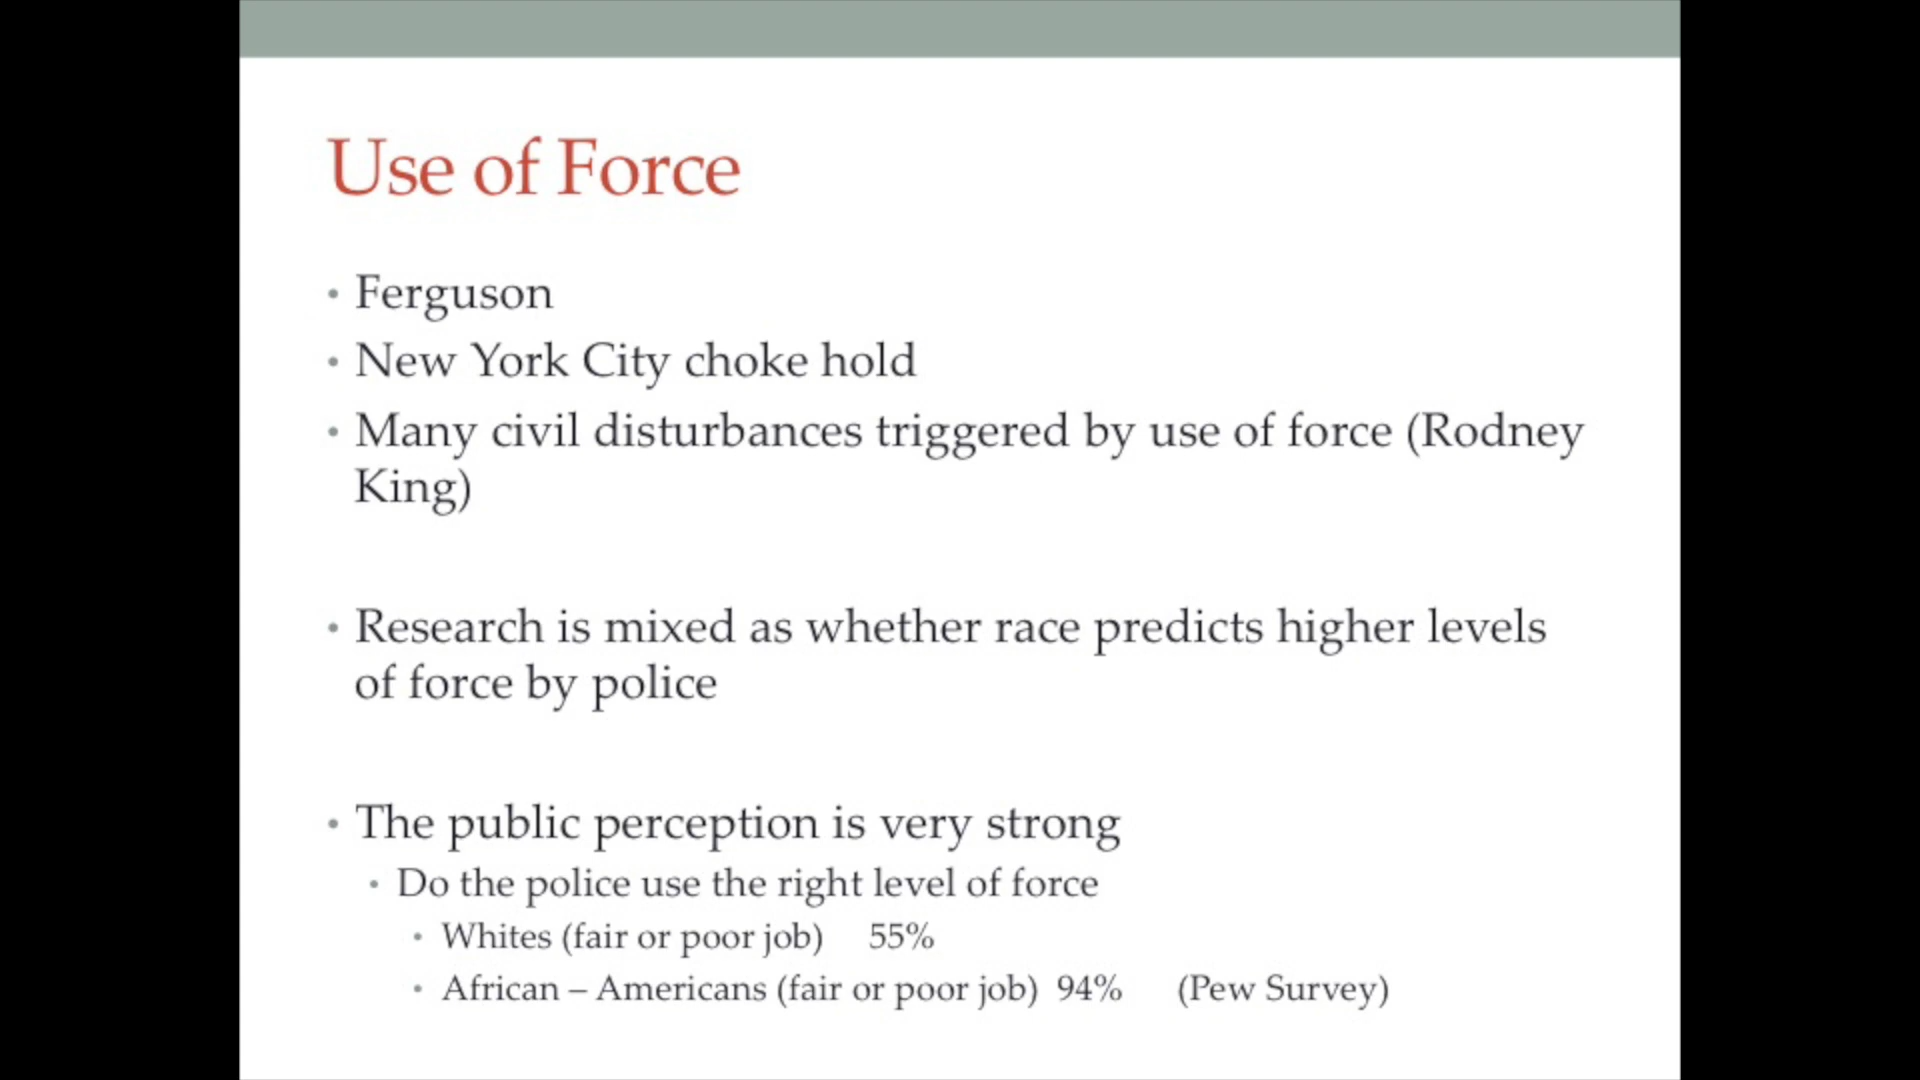 Use of Force
• Ferguson
• New York City choke hold
• Many civil disturbances triggered by use of force (Rodney
King)
• Research is mixed as whether race predicts higher levels
of force by police
• The public perception is very strong
• Do the police use the right level of force
• Whites (fair or poor job) 55%
• African – Americans (fair or poor job) 94% (Pew Survey)